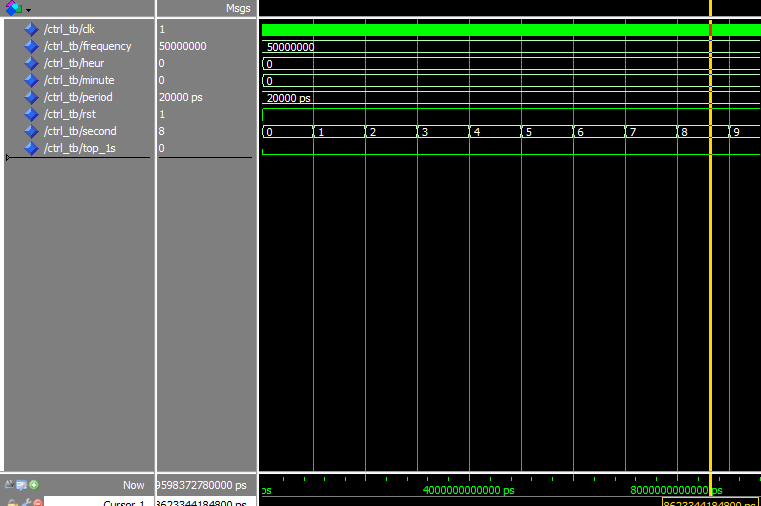 Msgs
/ctrl_tb/clk 1
/ctrl_tb/frequency 50000000 50000000
/ctrl_tb/heur 0 0
/ctrl_tb/minute 0 0
/ctrl_tb/period 20000 ps 20000 ps
/ctrl_tb/rst 1
/ctrl_tb/second 8 0 1 2 3 4 5 6 7 8 9
/ctrl_tb/top_1s 0
Now 9598372780000 ps ps 4000000000000 ps 8000000000000 ps
Cursor 1 8623344184800 ps 8623344184800 ps